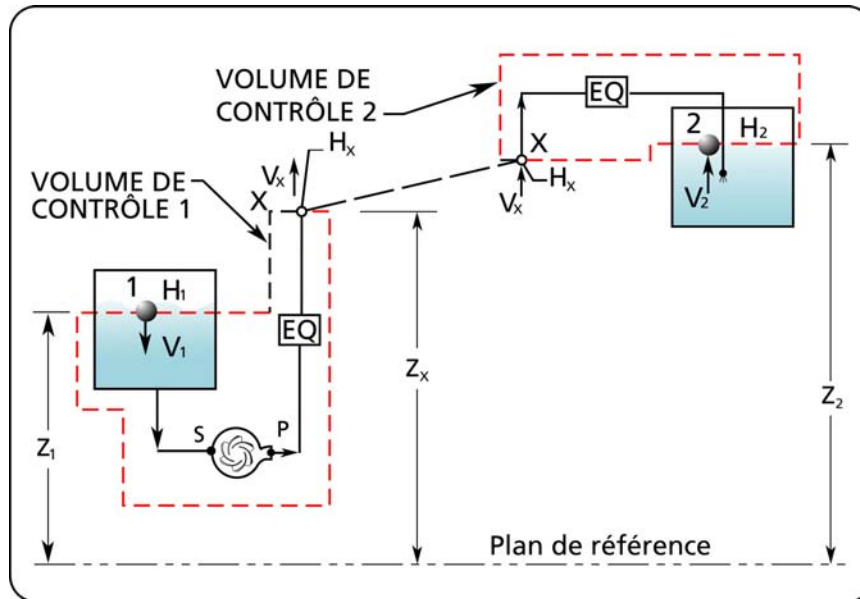 VOLUME DE
CONTRÔLE 2
EQ
2 H₂
Hₓ
X
Vₓ
Hₓ
Vₓ
V₂
VOLUME DE
CONTRÔLE 1
X
1 H₁
V₁
EQ
Zₓ
Z₂
S P
Z₁
Plan de référence